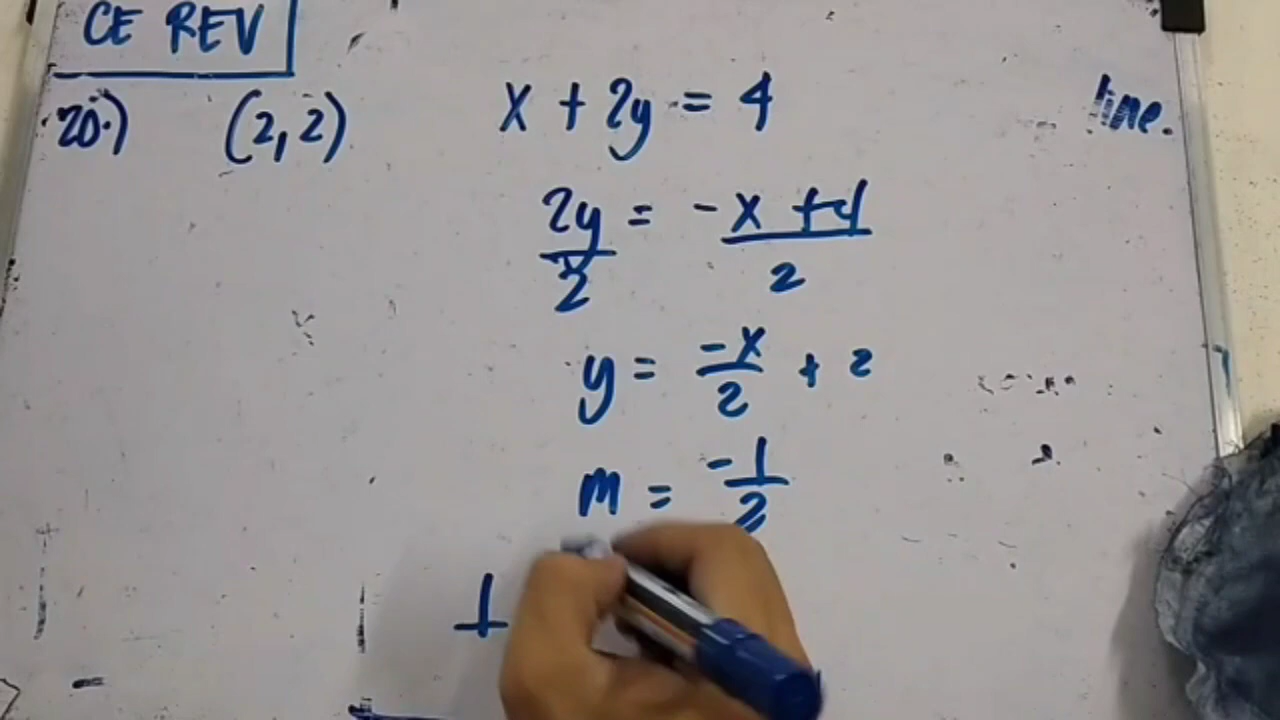 CE REV
20.) (2,2) x + 2y = 4 line.
2y/2 = -x+4/2
y = -x/2 + 2
m = -1/2
⊥